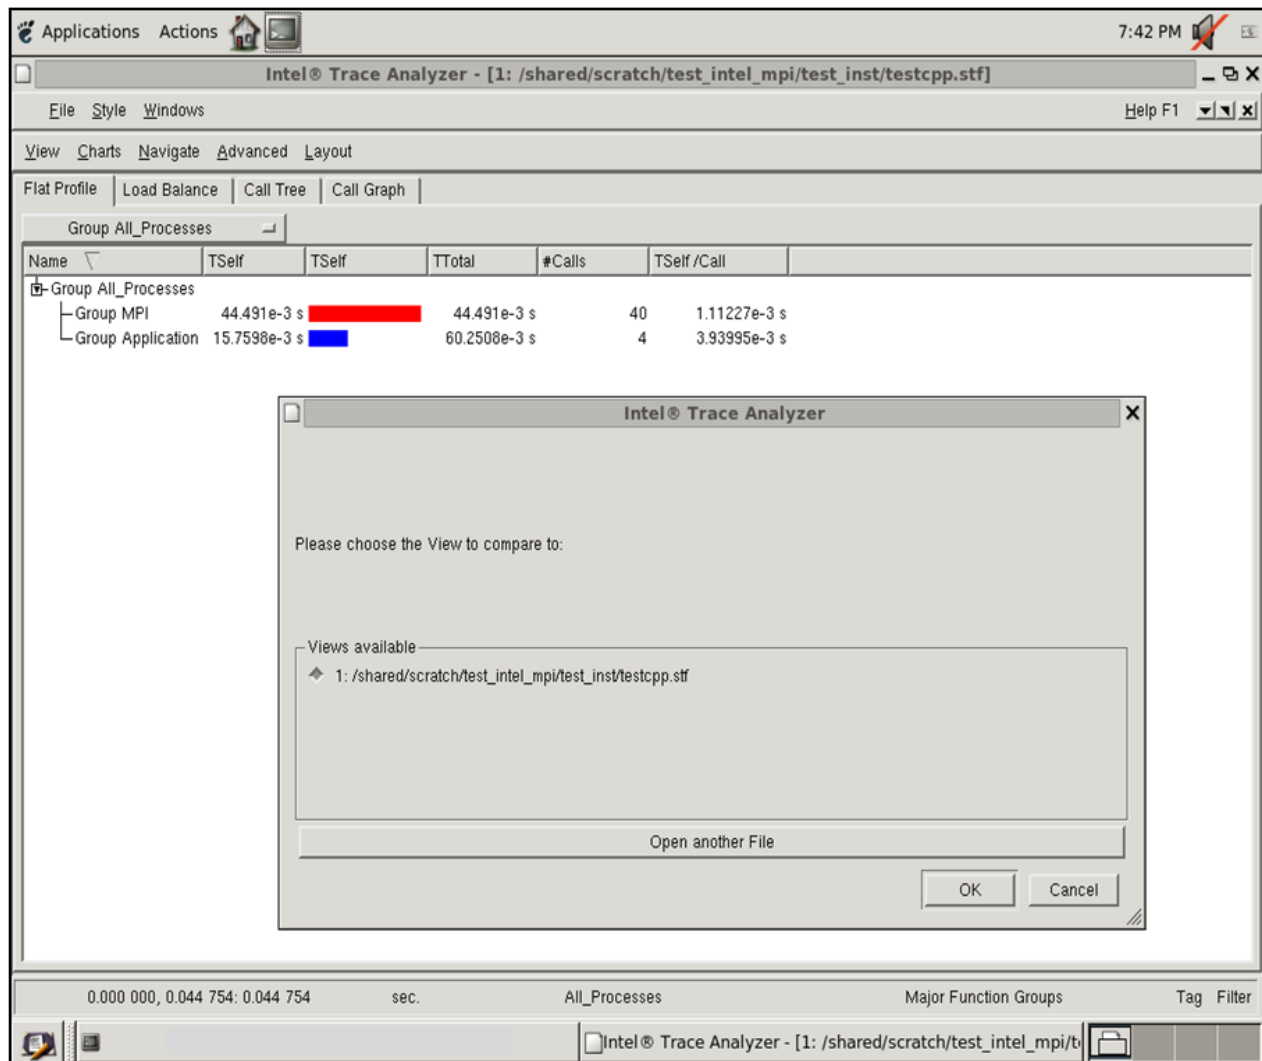 Applications Actions 7:42 PM
Intel® Trace Analyzer - [1: /shared/scratch/test_intel_mpi/test_inst/testcpp.stf]
File Style Windows Help F1
View Charts Navigate Advanced Layout
Flat Profile Load Balance Call Tree Call Graph
Group All_Processes
Name TSelf TSelf TTotal #Calls TSelf /Call
Group All_Processes
Group MPI 44.491e-3 s 44.491e-3 s 40 1.11227e-3 s
Group Application 15.7598e-3 s 60.2508e-3 s 4 3.93995e-3 s
Intel® Trace Analyzer
Please choose the View to compare to:
Views available
1: /shared/scratch/test_intel_mpi/test_inst/testcpp.stf
Open another File
OK Cancel
0.000 000, 0.044 754: 0.044 754 sec. All_Processes Major Function Groups Tag Filter
Intel® Trace Analyzer - [1: /shared/scratch/test_intel_mpi/t